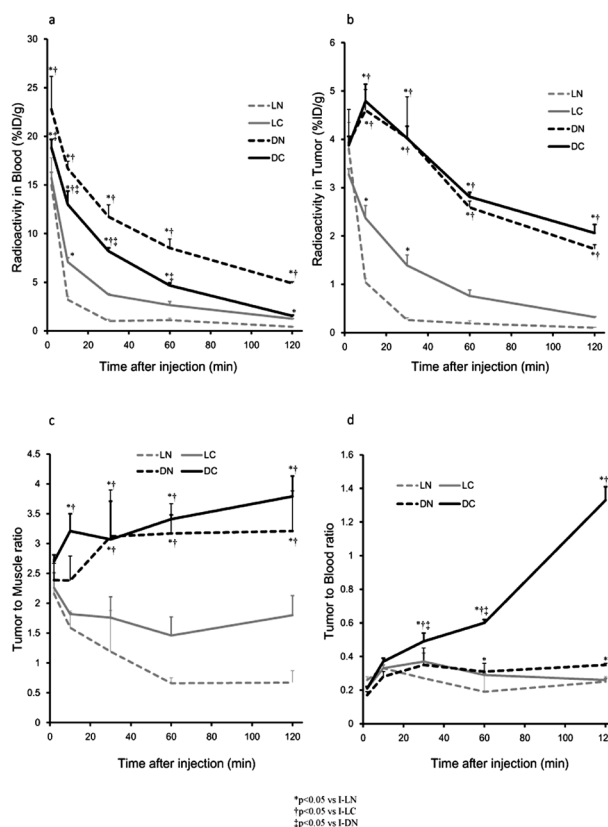 a
Radioactivity in Blood (%ID/g)
35
30
25
20
15
10
5
0
0 20 40 60 80 100 120
Time after injection (min)
LN
LC
DN
DC
*†
*†
*†
*†‡
*
*†
*†‡
*†
*‡
*†
*
b
Radioactivity in Tumor (%ID/g)
6
5
4
3
2
1
0
0 20 40 60 80 100 120
Time after injection (min)
LN
LC
DN
DC
*†
*†
*
*†
*†
*
*†
*†
*†
*†
c
Tumor to Muscle ratio
4.5
4
3.5
3
2.5
2
1.5
1
0.5
0
0 20 40 60 80 100 120
Time after injection (min)
LN LC
DN DC
*†
*†
*†
*†
*†
*†
*†
d
Tumor to Blood ratio
1.6
1.4
1.2
1.0
0.8
0.6
0.4
0.2
0
0 20 40 60 80 100 120
Time after injection (min)
LN LC
DN DC
*†‡
*†‡
*
*†‡
*
*p<0.05 vs I-LN
†p<0.05 vs I-LC
‡p<0.05 vs I-DN